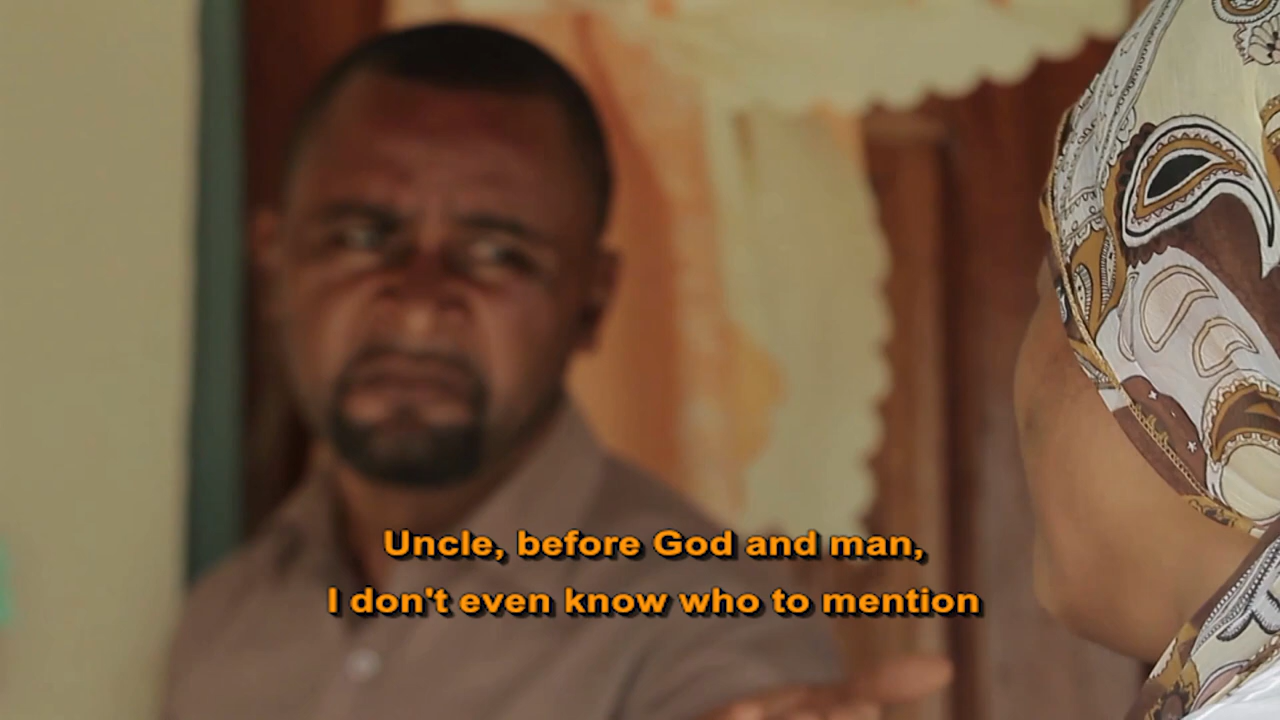 Uncle, before God and man,
I don't even know who to mention